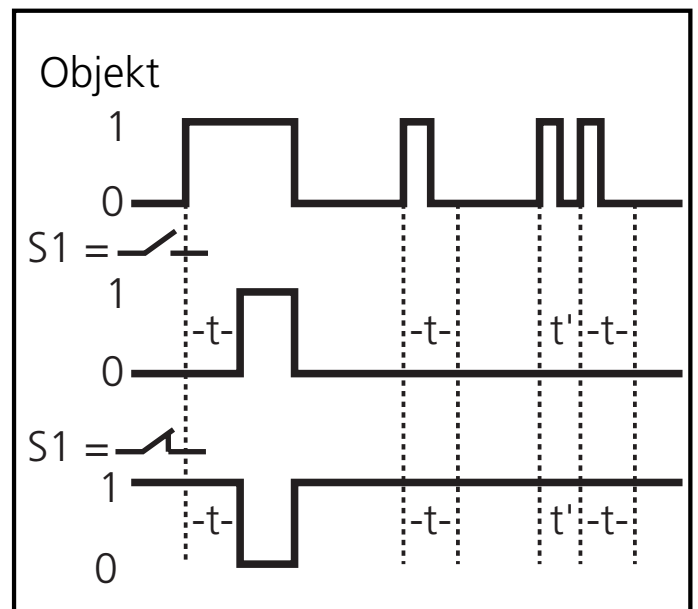 Objekt
1
0
S1 =
1
-t- -t- t' -t-
0
S1 =
1
-t- -t- t' -t-
0